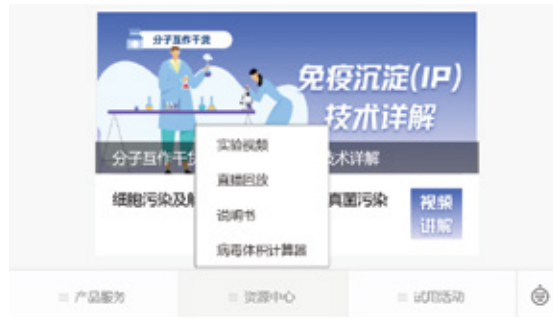 分子互作干货
免疫沉淀(IP)
技术详解
分子互作干
术详解
细胞污染及
真菌污染
视频
讲解
实验视频
直播回放
说明书
病毒体积计算器
产品服务
资源中心
试用活动